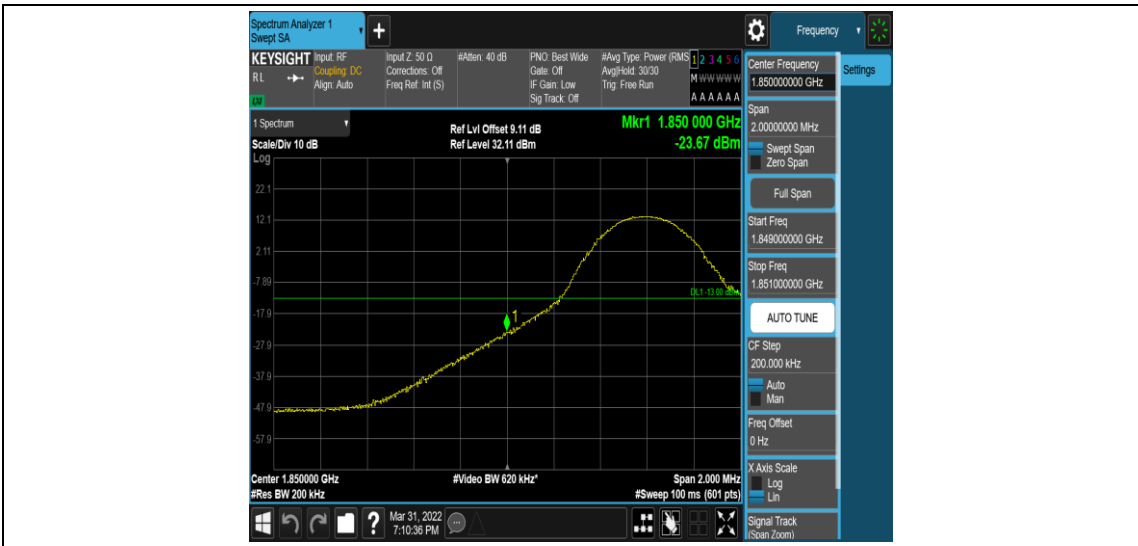 Spectrum Analyzer 1
Swept SA
+
Frequency
KEYSIGHT
RL
LXI
Input: RF
Coupling: DC
Align: Auto
Input Z: 50 Ω
Corrections: Off
Freq Ref: Int (S)
#Atten: 40 dB
PNO: Best Wide
Gate: Off
IF Gain: Low
Sig Track: Off
#Avg Type: Power (RMS
Avg|Hold: 30/30
Trig: Free Run
1 2 3 4 5 6
M W W W W W
A A A A A A
Center Frequency
1.850000000 GHz
Settings
Span
2.00000000 MHz
Swept Span
Zero Span
Full Span
Start Freq
1.849000000 GHz
Stop Freq
1.851000000 GHz
AUTO TUNE
CF Step
200.000 kHz
Auto
Man
Freq Offset
0 Hz
X Axis Scale
Log
Lin
Signal Track
(Span Zoom)
1 Spectrum
Scale/Div 10 dB
Log
Ref Lvl Offset 9.11 dB
Ref Level 32.11 dBm
Mkr1 1.850 000 GHz
-23.67 dBm
22.1
12.1
2.11
-7.89
DL1 -13.00 dBm
-17.9
1
-27.9
-37.9
-47.9
-57.9
Center 1.850000 GHz
#Res BW 200 kHz
#Video BW 620 kHz*
Span 2.000 MHz
#Sweep 100 ms (601 pts)
?
Mar 31, 2022
7:10:36 PM